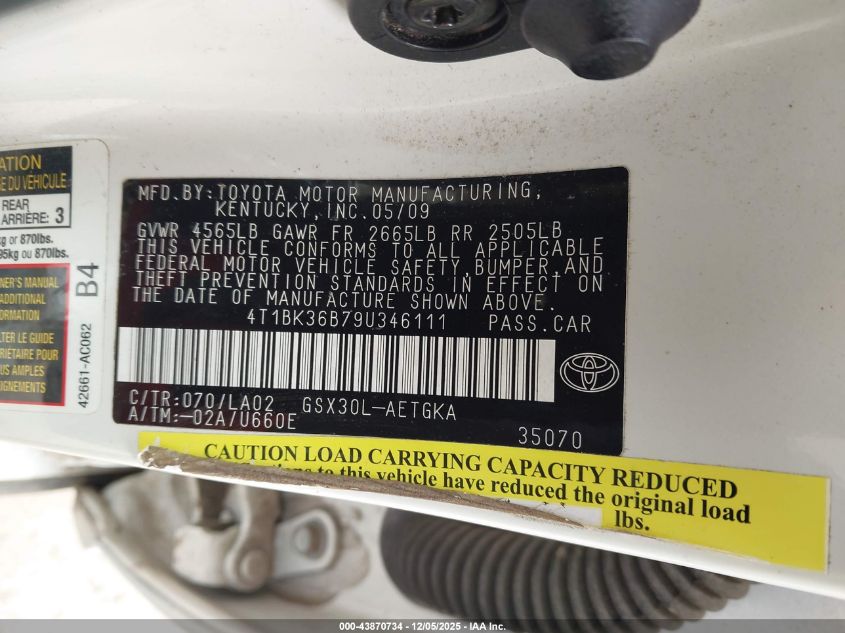 ATION
E DU VÉHICULE
REAR
ARRIÈRE: 3
kg or 870lbs.
95kg ou 870lbs.
NER'S MANUAL
ADDITIONAL
ORMATION
LTER LE GUIDE
RIÉTAIRE POUR
US AMPLES
EIGNEMENTS
B4
42661-AC062
MFD. BY: TOYOTA MOTOR MANUFACTURING,
KENTUCKY, INC. 05/09
GVWR 4565LB GAWR FR 2665LB RR 2505LB
THIS VEHICLE CONFORMS TO ALL APPLICABLE
FEDERAL MOTOR VEHICLE SAFETY, BUMPER, AND
THEFT PREVENTION STANDARDS IN EFFECT ON
THE DATE OF MANUFACTURE SHOWN ABOVE.
4T1BK36B79U346111 PASS. CAR
C/TR: 070/LA02 GSX30L-AETGKA
A/TM: -02A/U660E
35070
CAUTION LOAD CARRYING CAPACITY REDUCED
to this vehicle have reduced the original load
lbs.
000-43870734 - 12/05/2025 - IAA Inc.